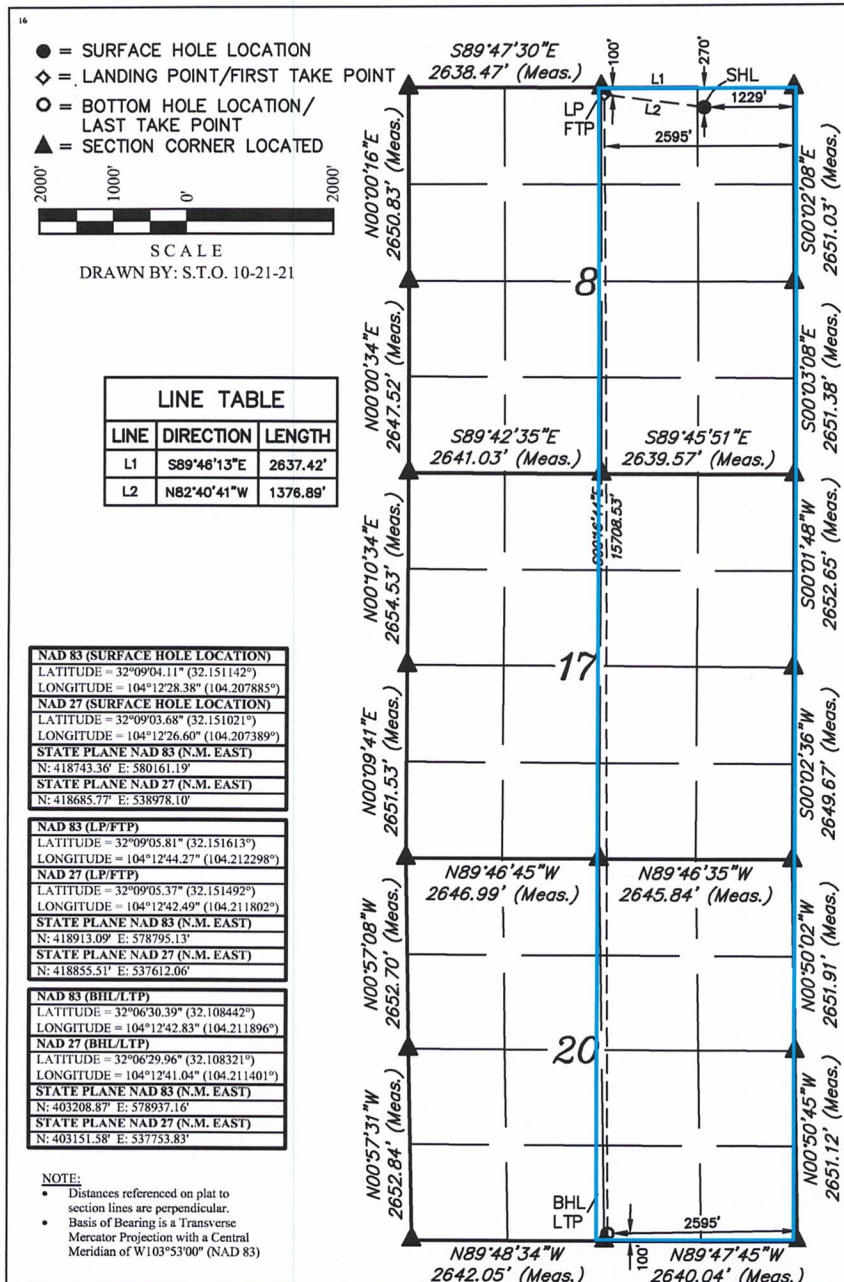 16
● = SURFACE HOLE LOCATION
◇ = LANDING POINT/FIRST TAKE POINT
O = BOTTOM HOLE LOCATION/
LAST TAKE POINT
▲ = SECTION CORNER LOCATED
2000'
1000'
0'
2000'
SCALE
DRAWN BY: S.T.O. 10-21-21
LINE TABLE
LINE DIRECTION LENGTH
L1 S89°46'13"E 2637.42'
L2 N82°40'41"W 1376.89'
NAD 83 (SURFACE HOLE LOCATION)
LATITUDE = 32°09'04.11" (32.151142°)
LONGITUDE = 104°12'28.38" (104.207885°)
NAD 27 (SURFACE HOLE LOCATION)
LATITUDE = 32°09'03.68" (32.151021°)
LONGITUDE = 104°12'26.60" (104.207389°)
STATE PLANE NAD 83 (N.M. EAST)
N: 418743.36' E: 580161.19'
STATE PLANE NAD 27 (N.M. EAST)
N: 418685.77' E: 538978.10'
NAD 83 (LP/FTP)
LATITUDE = 32°09'05.81" (32.151613°)
LONGITUDE = 104°12'44.27" (104.212298°)
NAD 27 (LP/FTP)
LATITUDE = 32°09'05.37" (32.151492°)
LONGITUDE = 104°12'42.49" (104.211802°)
STATE PLANE NAD 83 (N.M. EAST)
N: 418913.09' E: 578795.13'
STATE PLANE NAD 27 (N.M. EAST)
N: 418855.51' E: 537612.06'
NAD 83 (BHL/LTP)
LATITUDE = 32°06'30.39" (32.108442°)
LONGITUDE = 104°12'42.83" (104.211896°)
NAD 27 (BHL/LTP)
LATITUDE = 32°06'29.96" (32.108321°)
LONGITUDE = 104°12'41.04" (104.211401°)
STATE PLANE NAD 83 (N.M. EAST)
N: 403208.87' E: 578937.16'
STATE PLANE NAD 27 (N.M. EAST)
N: 403151.58' E: 537753.83'
NOTE:
• Distances referenced on plat to
section lines are perpendicular.
• Basis of Bearing is a Transverse
Mercator Projection with a Central
Meridian of W103°53'00" (NAD 83)
S89°47'30"E
2638.47' (Meas.)
100'
L1
270'
SHL
LP/
FTP
L2
1229'
2595'
N00°00'16"E
2650.83' (Meas.)
S00°02'08"E
2651.03' (Meas.)
8
N00°00'34"E
2647.52' (Meas.)
S00°03'08"E
2651.38' (Meas.)
S89°42'35"E
2641.03' (Meas.)
S89°45'51"E
2639.57' (Meas.)
15708.53'
N00°10'34"E
2654.53' (Meas.)
S00°01'48"W
2652.65' (Meas.)
17
N00°09'41"E
2651.53' (Meas.)
S00°02'36"W
2649.67' (Meas.)
N89°46'45"W
2646.99' (Meas.)
N89°46'35"W
2645.84' (Meas.)
N00°57'08"W
2652.70' (Meas.)
N00°50'02"W
2651.91' (Meas.)
20
N00°57'31"W
2652.84' (Meas.)
N00°50'45"W
2651.12' (Meas.)
BHL/
LTP
2595'
100'
N89°48'34"W
2642.05' (Meas.)
N89°47'45"W
2640.04' (Meas.)